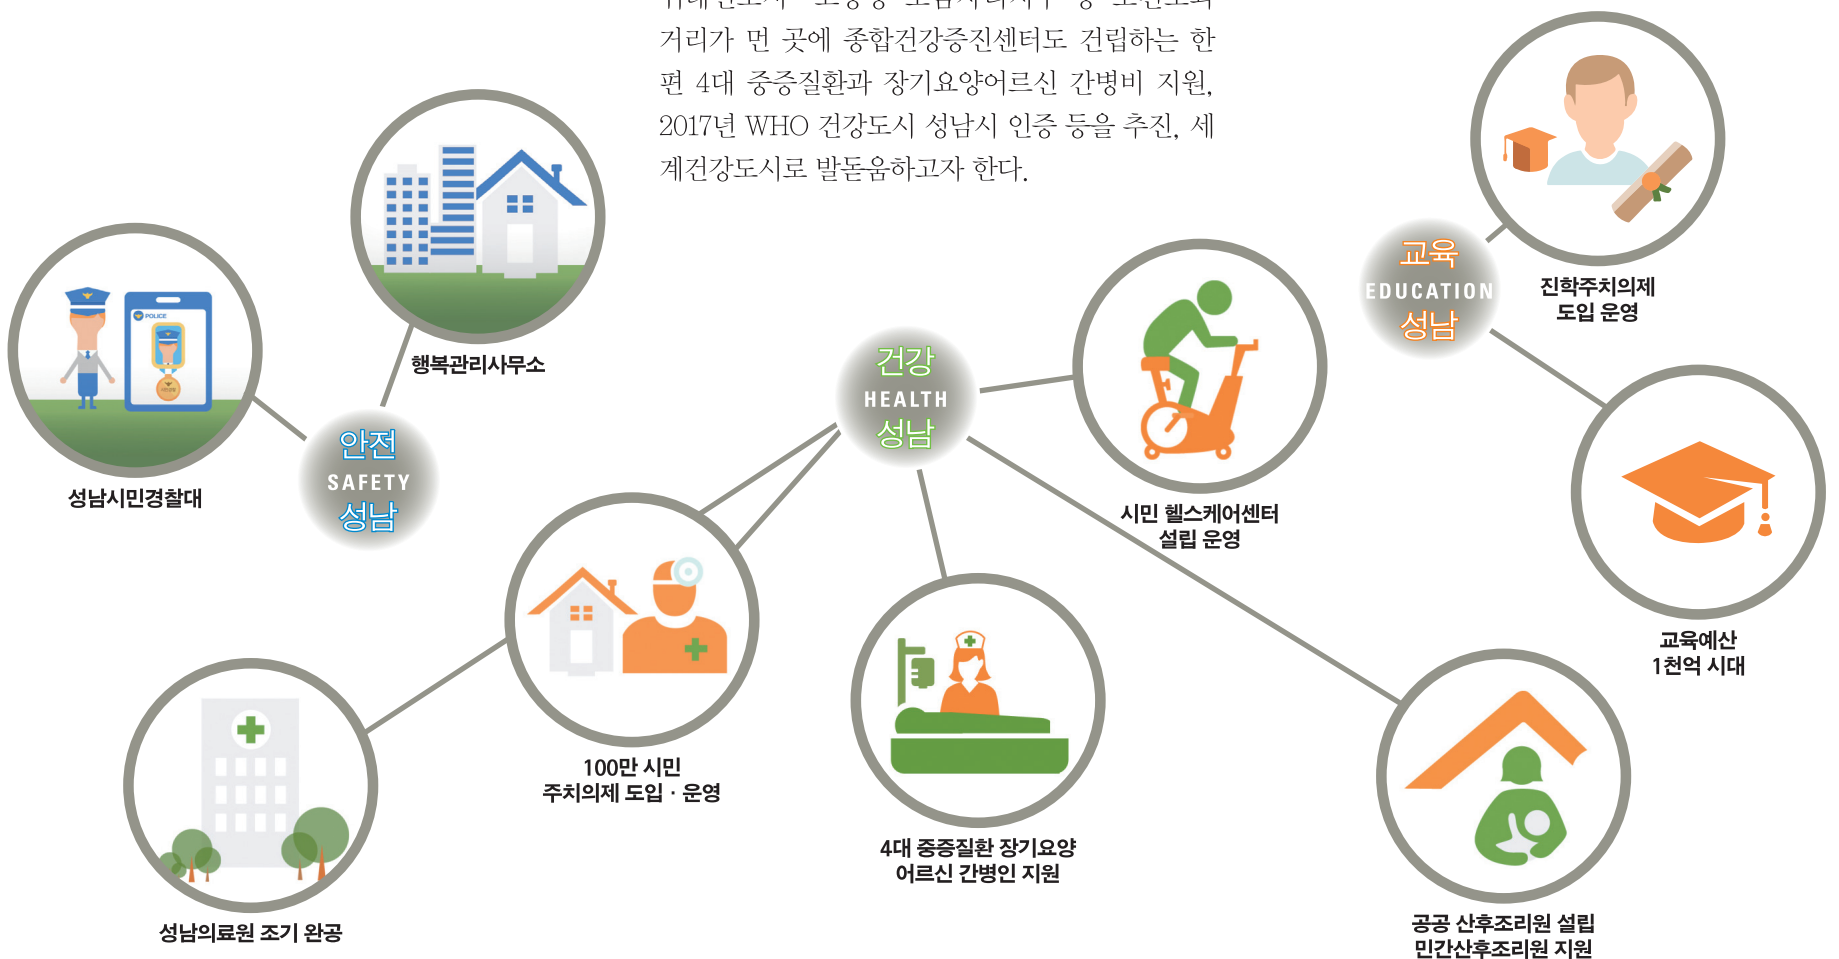 거리가 먼 곳에 종합건강증진센터도 건립하는 한
편 4대 중증질환과 장기요양어르신 간병비 지원,
2017년 WHO 건강도시 성남시 인증 등을 추진, 세
계건강도시로 발돋움하고자 한다.
POLICE
성남시민경찰대
행복관리사무소
안전
SAFETY
성남
건강
HEALTH
성남
성남의료원 조기 완공
100만 시민
주치의제 도입 · 운영
4대 중증질환 장기요양
어르신 간병인 지원
시민 헬스케어센터
설립 운영
공공 산후조리원 설립
민간산후조리원 지원
교육
EDUCATION
성남
진학주치의제
도입 운영
교육예산
1천억 시대